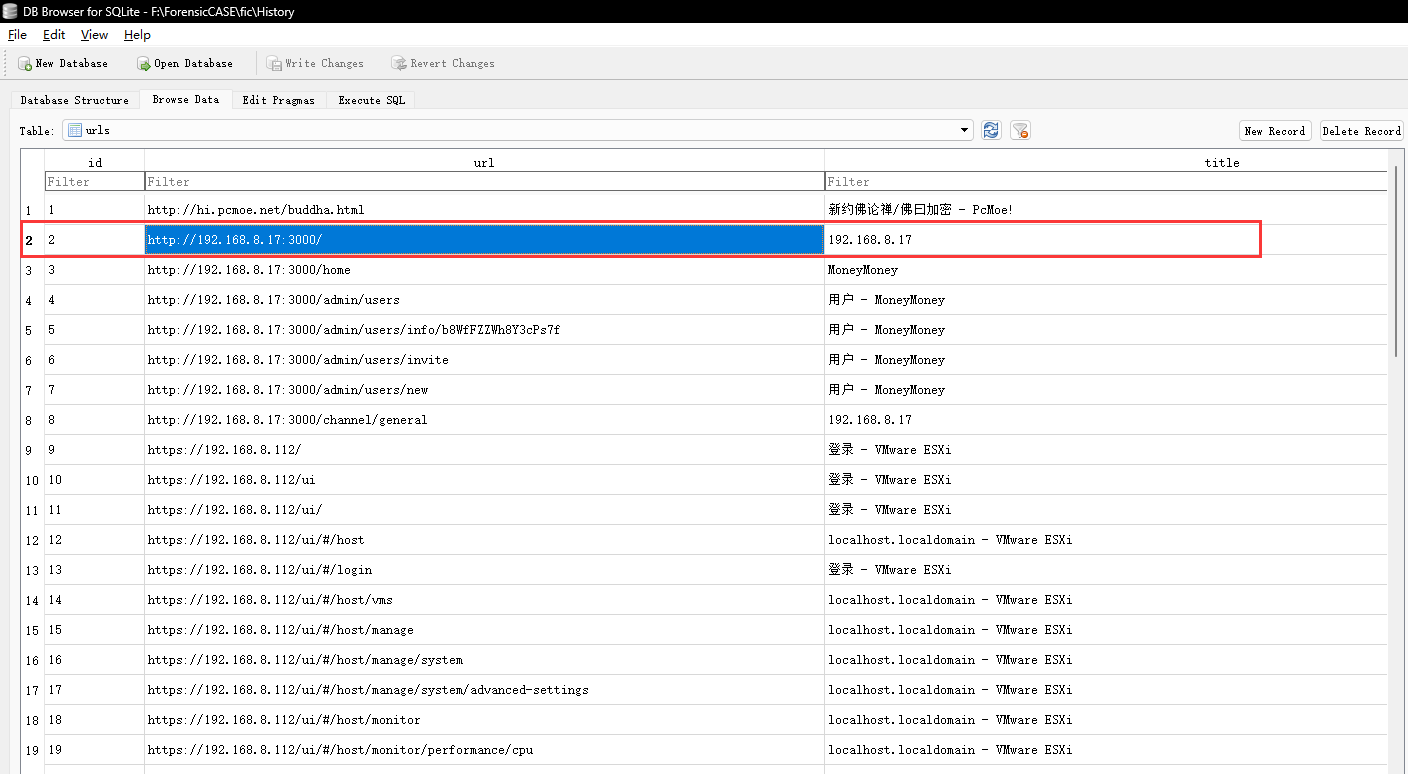 DB Browser for SQLite - F:\ForensicCASE\fic\History
File Edit View Help
New Database Open Database Write Changes Revert Changes
Database Structure Browse Data Edit Pragmas Execute SQL
Table: urls New Record Delete Record
id url title
Filter Filter Filter
1 1 http://hi.pcmoe.net/buddha.html 新约佛论禅/佛曰加密 - PcMoe!
2 2 http://192.168.8.17:3000/ 192.168.8.17
3 3 http://192.168.8.17:3000/home MoneyMoney
4 4 http://192.168.8.17:3000/admin/users 用户 - MoneyMoney
5 5 http://192.168.8.17:3000/admin/users/info/b8WfFZZWh8Y3cPs7f 用户 - MoneyMoney
6 6 http://192.168.8.17:3000/admin/users/invite 用户 - MoneyMoney
7 7 http://192.168.8.17:3000/admin/users/new 用户 - MoneyMoney
8 8 http://192.168.8.17:3000/channel/general 192.168.8.17
9 9 https://192.168.8.112/ 登录 - VMware ESXi
10 10 https://192.168.8.112/ui 登录 - VMware ESXi
11 11 https://192.168.8.112/ui/ 登录 - VMware ESXi
12 12 https://192.168.8.112/ui/#/host localhost.localdomain - VMware ESXi
13 13 https://192.168.8.112/ui/#/login 登录 - VMware ESXi
14 14 https://192.168.8.112/ui/#/host/vms localhost.localdomain - VMware ESXi
15 15 https://192.168.8.112/ui/#/host/manage localhost.localdomain - VMware ESXi
16 16 https://192.168.8.112/ui/#/host/manage/system localhost.localdomain - VMware ESXi
17 17 https://192.168.8.112/ui/#/host/manage/system/advanced-settings localhost.localdomain - VMware ESXi
18 18 https://192.168.8.112/ui/#/host/monitor localhost.localdomain - VMware ESXi
19 19 https://192.168.8.112/ui/#/host/monitor/performance/cpu localhost.localdomain - VMware ESXi